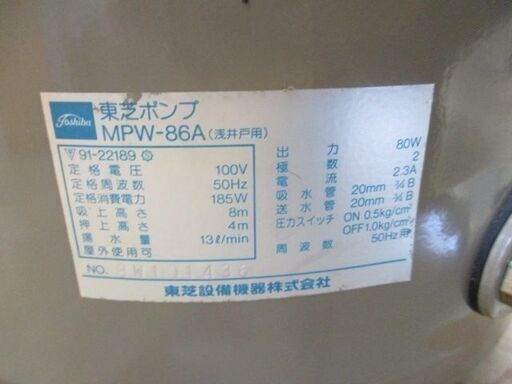 Toshiba
東芝ポンプ
MPW-86A(浅井戸用)
91-22189
定格電圧 100V
定格周波数 50Hz
定格消費電力 185W
吸上高さ 8m
押上高さ 4m
揚水量 13ℓ/min
屋外使用可
出力 80W
極数 2
電流 2.3A
吸水管 20mm ¾B
送水管 20mm ¾B
圧力スイッチ ON 0.5kg/cm²
OFF1.0kg/cm²
周波数 50Hz用
NO.
東芝設備機器株式会社